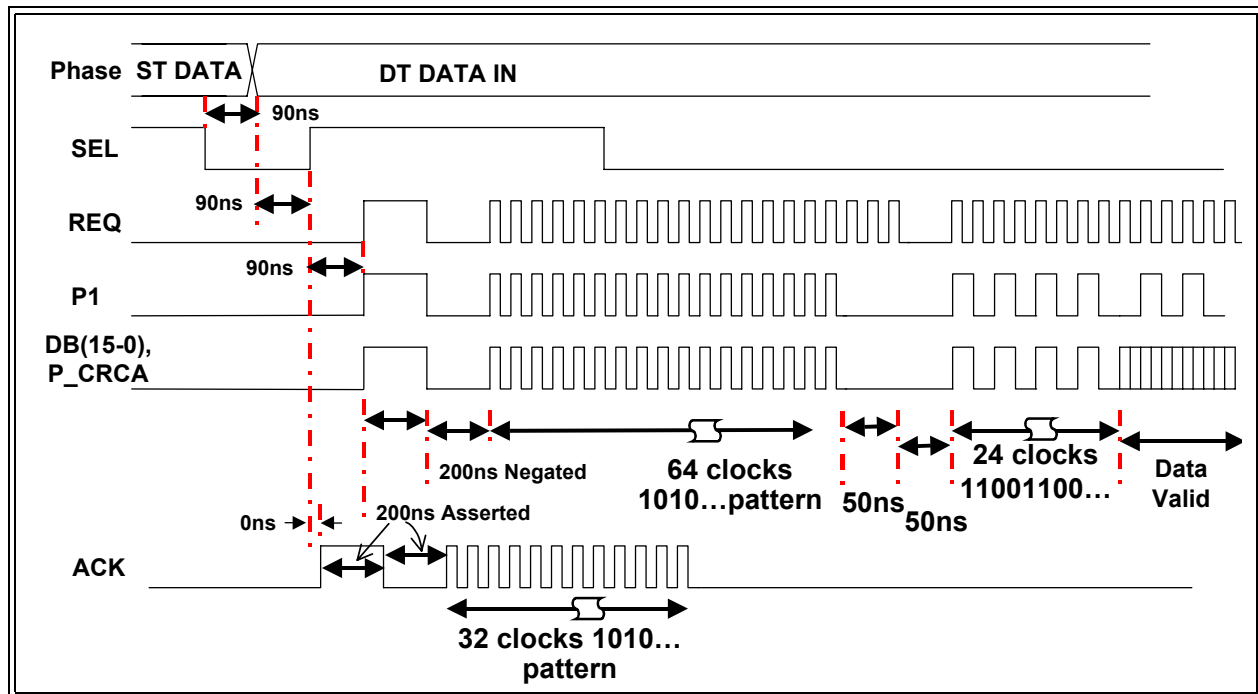 Phase ST DATA DT DATA IN
90ns
SEL
90ns
REQ
90ns
P1
DB(15-0),
P_CRCA
200ns Negated
64 clocks
1010…pattern
50ns
50ns
24 clocks
11001100…
Data
Valid
200ns Asserted
0ns
ACK
32 clocks 1010…
pattern